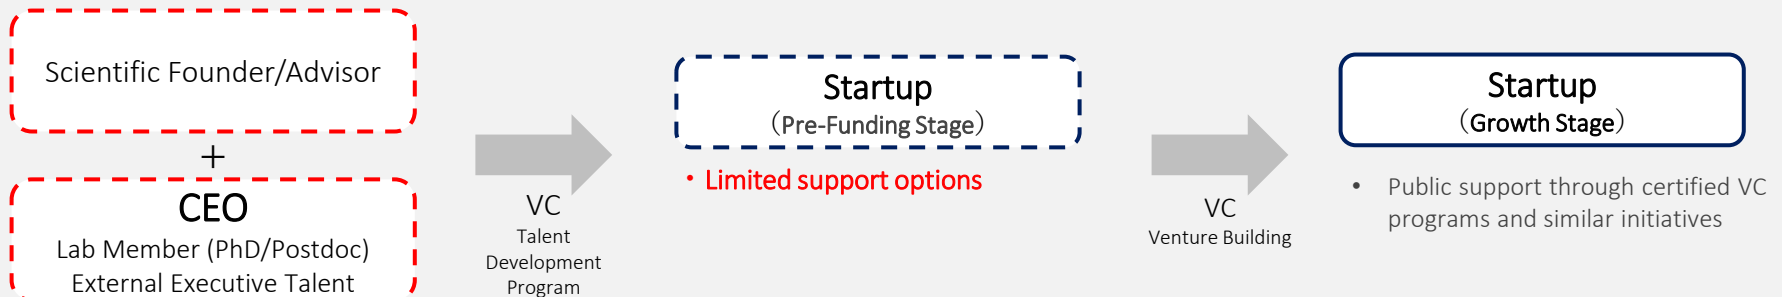 Scientific Founder/Advisor
+
CEO
Lab Member (PhD/Postdoc)
External Executive Talent
VC
Talent
Development
Program
Startup
（Pre-Funding Stage）
・Limited support options
VC
Venture Building
Startup
（Growth Stage）
• Public support through certified VC
programs and similar initiatives